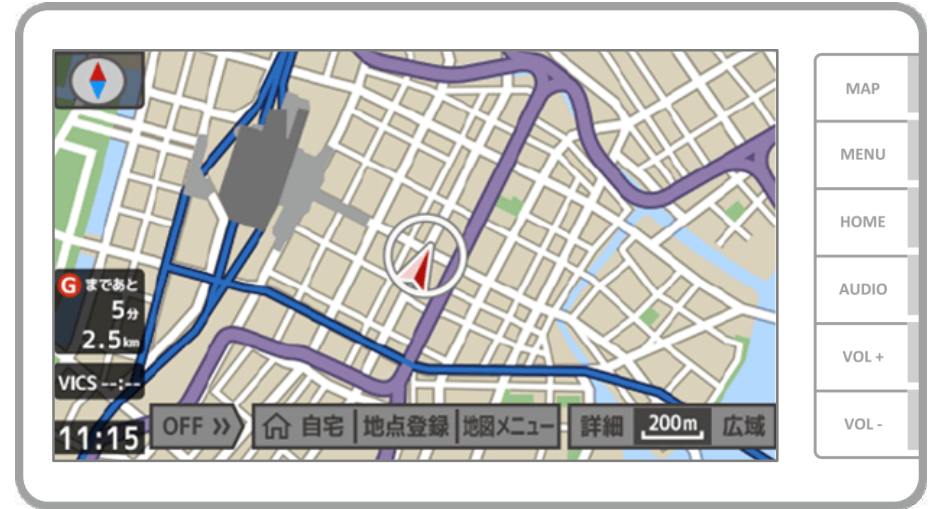 G まであと
5分
2.5km
VICS --:--
11:15
OFF »
自宅
地点登録
地図メニュー
詳細
200m
広域
MAP
MENU
HOME
AUDIO
VOL +
VOL -